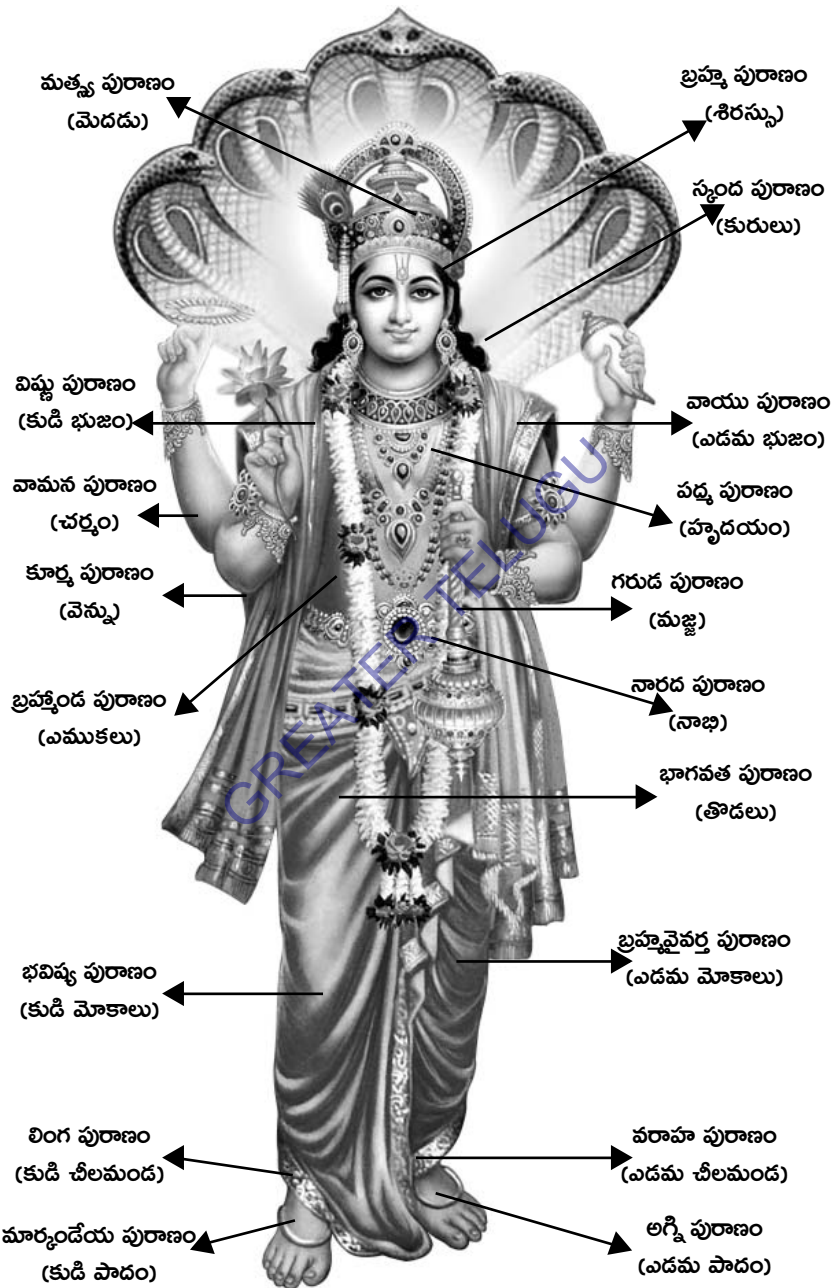 మత్స్య పురాణం
(మెదడు)
బ్రహ్మ పురాణం
(శిరస్సు)
స్కంద పురాణం
(కురులు)
విష్ణు పురాణం
(కుడి భుజం)
వాయు పురాణం
(ఎడమ భుజం)
వామన పురాణం
(చర్మం)
పద్మ పురాణం
(హృదయం)
కూర్మ పురాణం
(వెన్ను)
గరుడ పురాణం
(మజ్జ)
బ్రహ్మాండ పురాణం
(ఎముకలు)
నారద పురాణం
(నాభి)
భాగవత పురాణం
(తొడలు)
భవిష్య పురాణం
(కుడి మోకాలు)
బ్రహ్మవైవర్త పురాణం
(ఎడమ మోకాలు)
లింగ పురాణం
(కుడి చీలమండ)
వరాహ పురాణం
(ఎడమ చీలమండ)
మార్కండేయ పురాణం
(కుడి పాదం)
అగ్ని పురాణం
(ఎడమ పాదం)
GREATER TELUGU